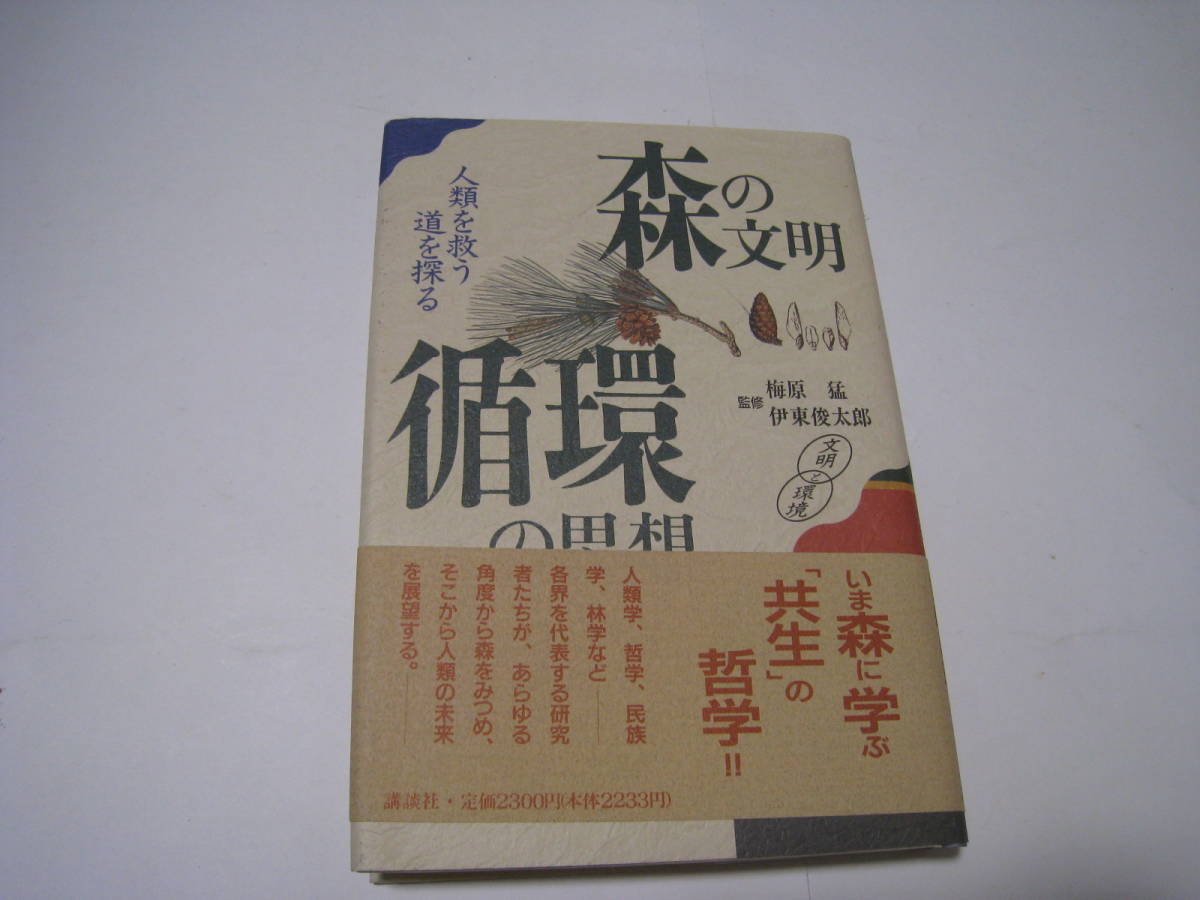 人類を救う
道を探る
森の
文明
循環
の思想
監修
梅原 猛
伊東俊太郎
文明
と
環境
いま森に学ぶ
「共生」の
哲学!!
人類学、哲学、民族
学、林学など――
各界を代表する研究
者たちが、あらゆる
角度から森をみつめ、
そこから人類の未来
を展望する。――
講談社・定価2300円(本体2233円)